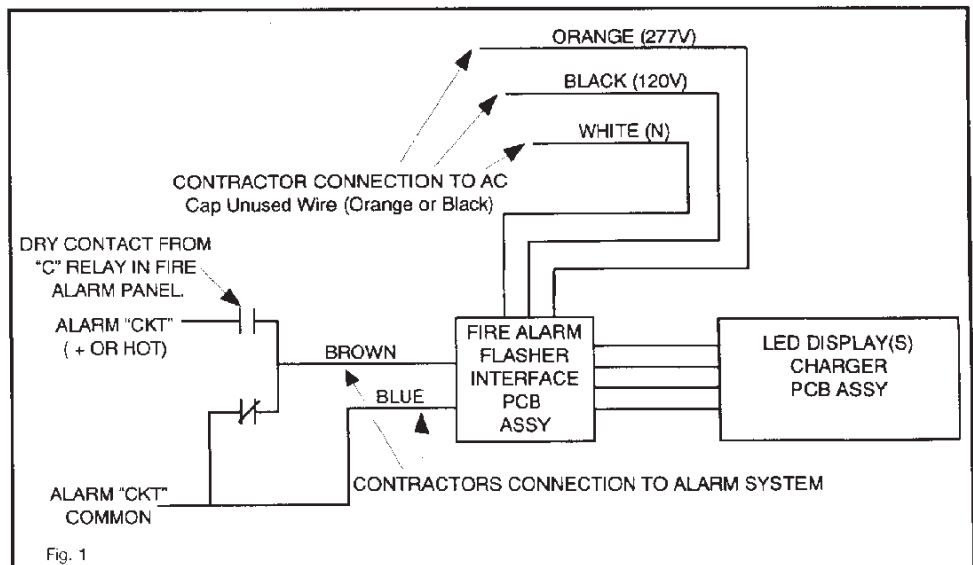 ORANGE (277V)
BLACK (120V)
WHITE (N)
CONTRACTOR CONNECTION TO AC
Cap Unused Wire (Orange or Black)
DRY CONTACT FROM
"C" RELAY IN FIRE
ALARM PANEL.
ALARM "CKT"
( + OR HOT)
BROWN
BLUE
FIRE ALARM
FLASHER
INTERFACE
PCB
ASSY
LED DISPLAY(S)
CHARGER
PCB ASSY
CONTRACTORS CONNECTION TO ALARM SYSTEM
ALARM "CKT"
COMMON
Fig. 1